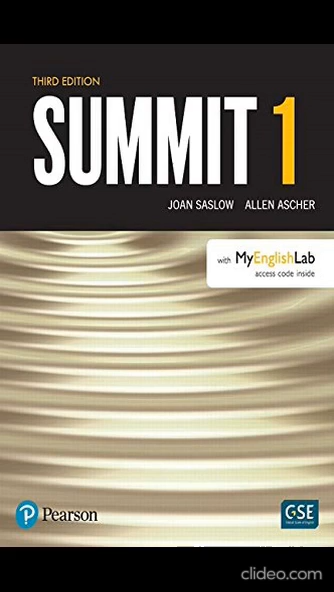 THIRD EDITION
SUMMIT 1
JOAN SASLOW ALLEN ASCHER
with MyEnglishLab
access code inside
Pearson
GSE
clideo.com